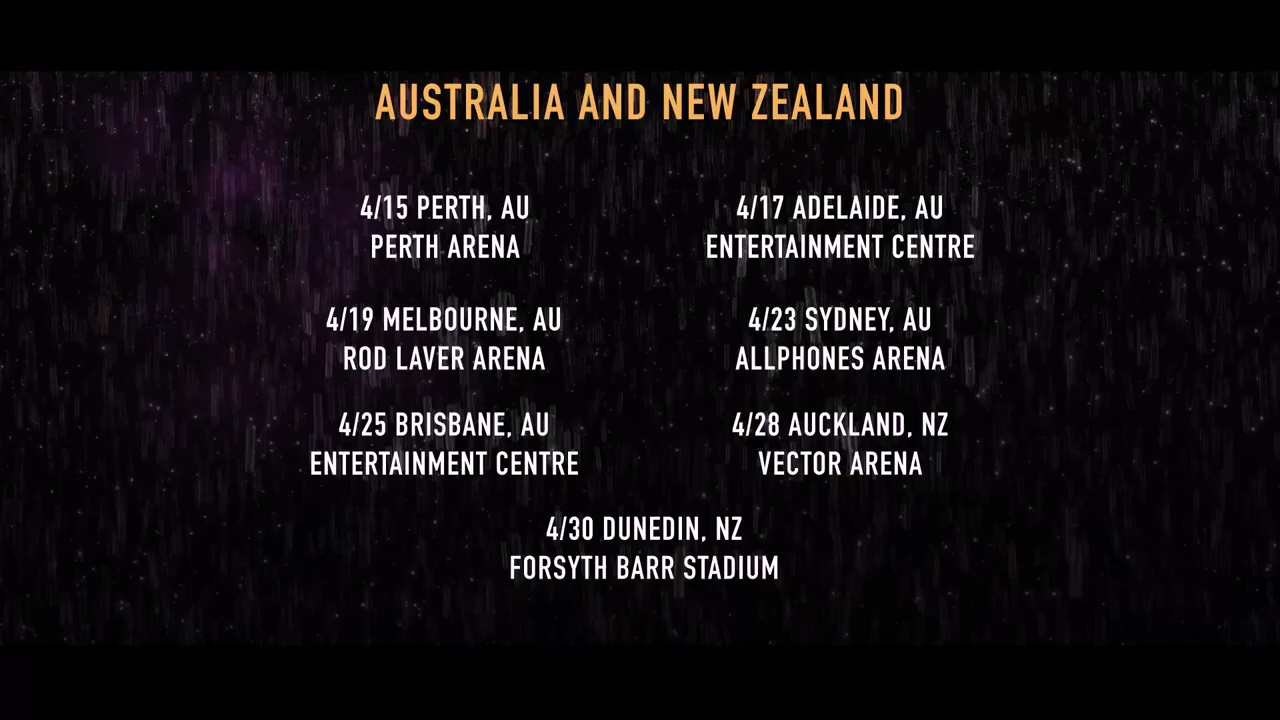 AUSTRALIA AND NEW ZEALAND
4/15 PERTH, AU
PERTH ARENA
4/17 ADELAIDE, AU
ENTERTAINMENT CENTRE
4/19 MELBOURNE, AU
ROD LAVER ARENA
4/23 SYDNEY, AU
ALLPHONES ARENA
4/25 BRISBANE, AU
ENTERTAINMENT CENTRE
4/28 AUCKLAND, NZ
VECTOR ARENA
4/30 DUNEDIN, NZ
FORSYTH BARR STADIUM